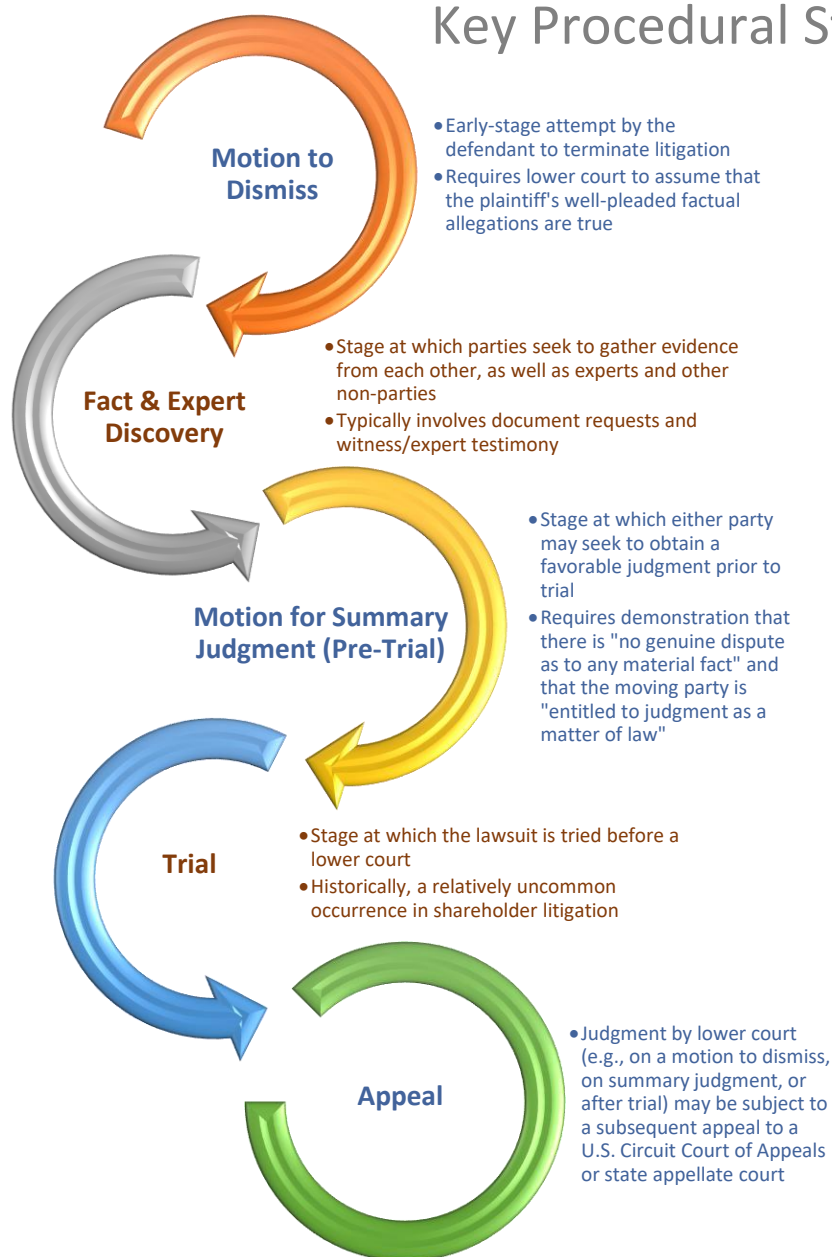 Key Procedural St
Motion to
Dismiss
•Early-stage attempt by the
defendant to terminate litigation
•Requires lower court to assume that
the plaintiff's well-pleaded factual
allegations are true
Fact & Expert
Discovery
•Stage at which parties seek to gather evidence
from each other, as well as experts and other
non-parties
•Typically involves document requests and
witness/expert testimony
Motion for Summary
Judgment (Pre-Trial)
•Stage at which either party
may seek to obtain a
favorable judgment prior to
trial
•Requires demonstration that
there is "no genuine dispute
as to any material fact" and
that the moving party is
"entitled to judgment as a
matter of law"
Trial
•Stage at which the lawsuit is tried before a
lower court
•Historically, a relatively uncommon
occurrence in shareholder litigation
Appeal
•Judgment by lower court
(e.g., on a motion to dismiss,
on summary judgment, or
after trial) may be subject to
a subsequent appeal to a
U.S. Circuit Court of Appeals
or state appellate court